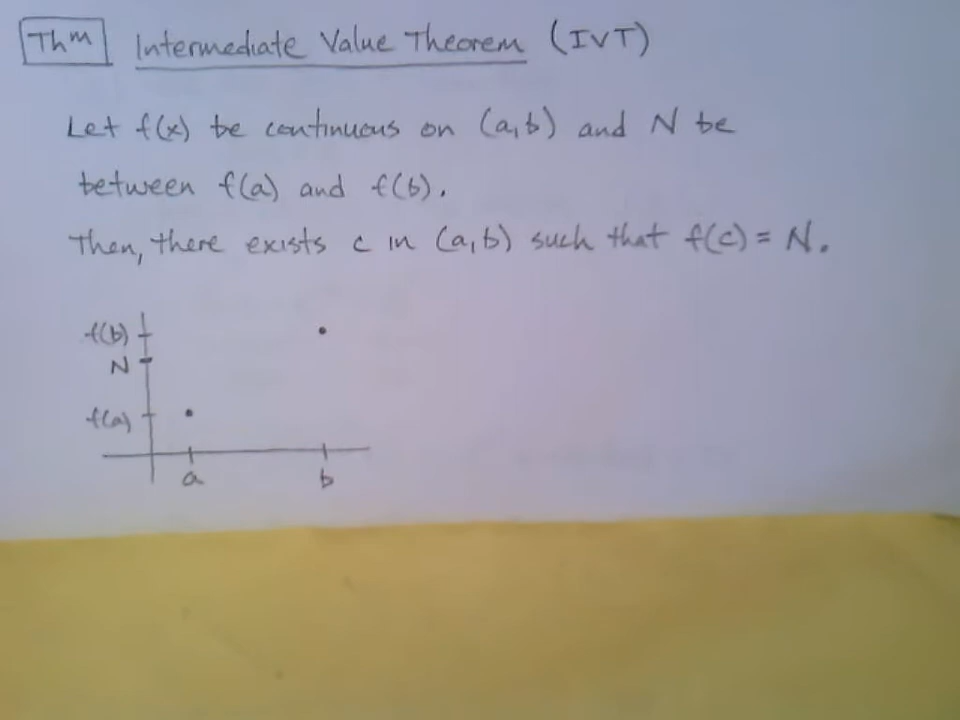 Thm Intermediate Value Theorem (IVT)
Let f(x) be continuous on (a,b) and N be
between f(a) and f(b).
Then, there exists c in (a,b) such that f(c) = N.
f(b)
N
f(a)
a b